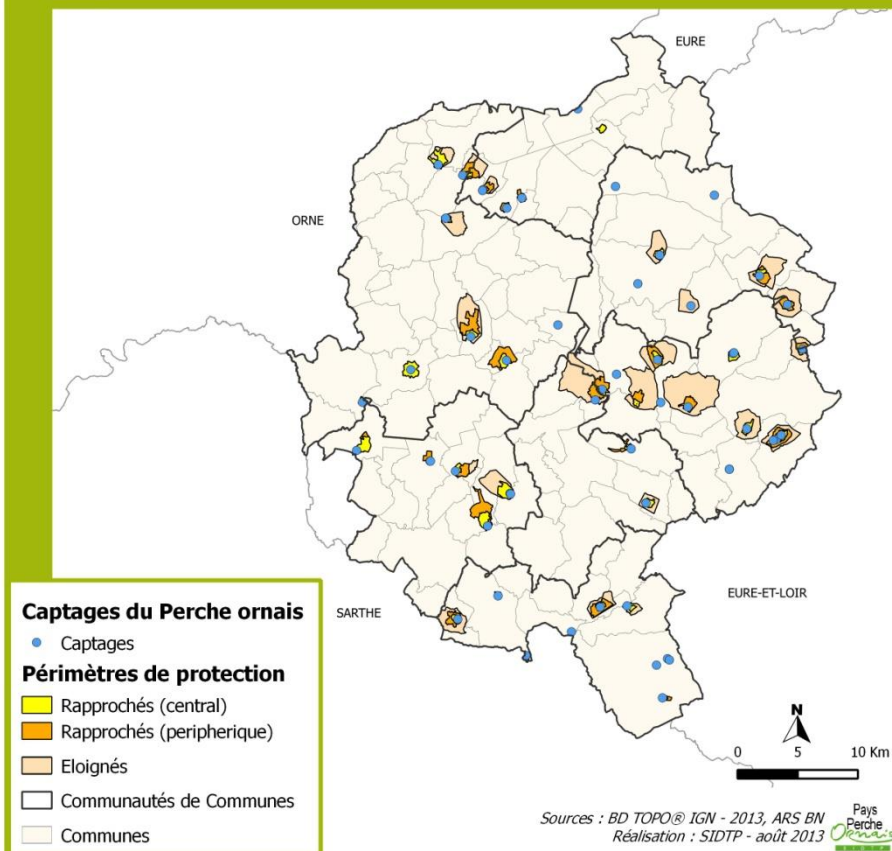 EURE
ORNE
SARTHE
EURE-ET-LOIR
Captages du Perche ornais
Captages
Périmètres de protection
Rapprochés (central)
Rapprochés (peripherique)
Eloignés
Communautés de Communes
Communes
N
0 5 10 Km
Sources : BD TOPO® IGN - 2013, ARS BN
Réalisation : SIDTP - août 2013
Pays
Perche
Ornais
SIDTP